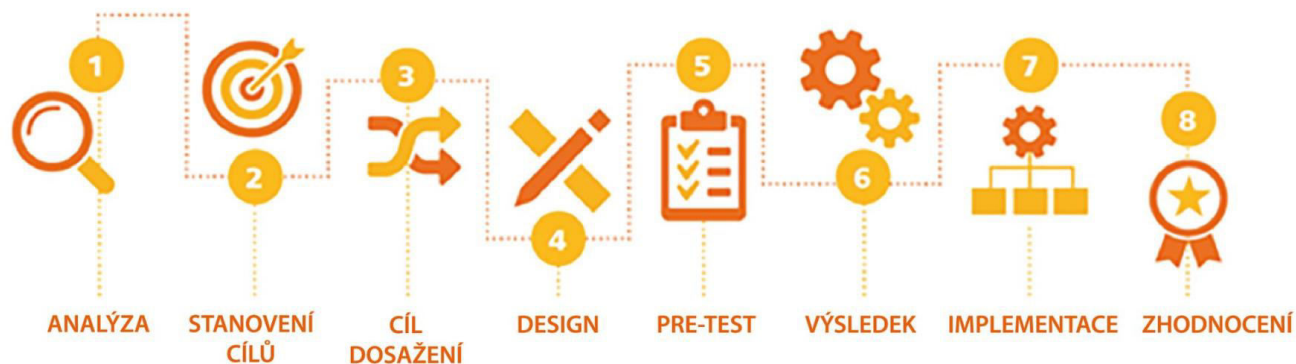 1
2
3
4
5
6
7
8
ANALÝZA
STANOVENÍ
CÍLŮ
CÍL
DOSAŽENÍ
DESIGN
PRE-TEST
VÝSLEDEK
IMPLEMENTACE
ZHODNOCENÍ